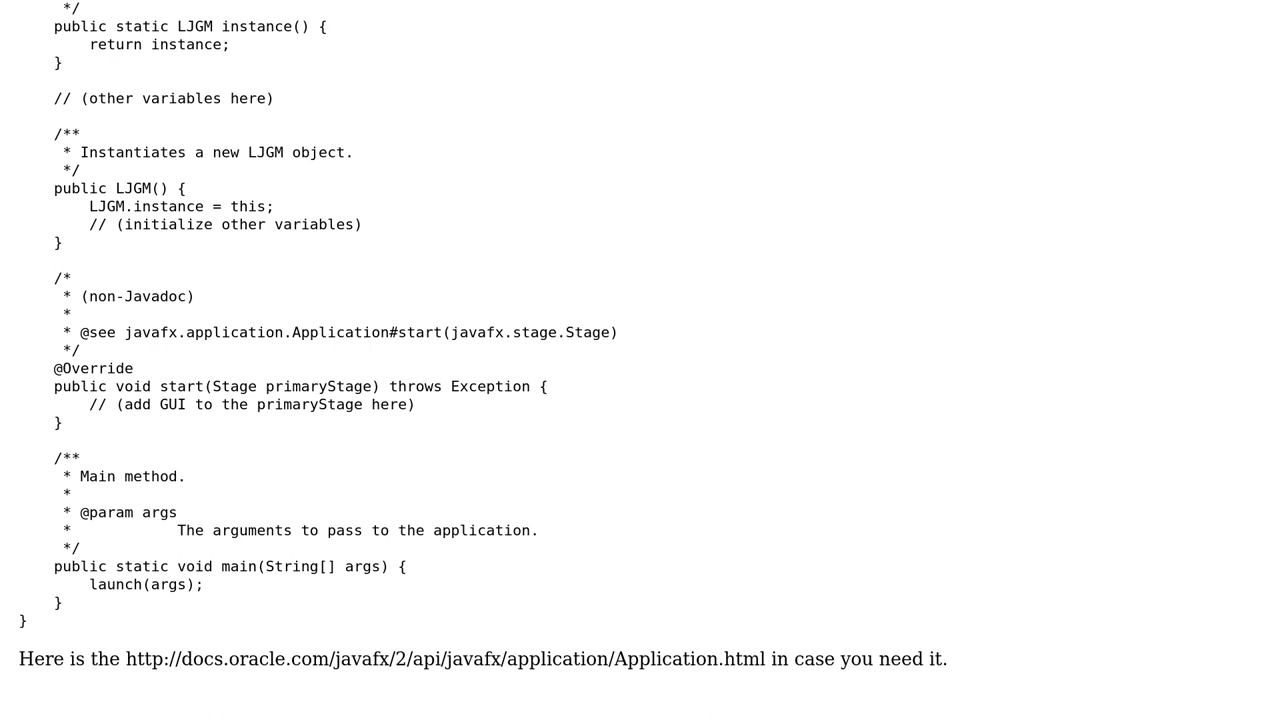 */
    public static LJGM instance() {
        return instance;
    }

    // (other variables here)

    /**
     * Instantiates a new LJGM object.
     */
    public LJGM() {
        LJGM.instance = this;
        // (initialize other variables)
    }

    /*
     * (non-Javadoc)
     *
     * @see javafx.application.Application#start(javafx.stage.Stage)
     */
    @Override
    public void start(Stage primaryStage) throws Exception {
        // (add GUI to the primaryStage here)
    }

    /**
     * Main method.
     *
     * @param args
     *            The arguments to pass to the application.
     */
    public static void main(String[] args) {
        launch(args);
    }
}
Here is the http://docs.oracle.com/javafx/2/api/javafx/application/Application.html in case you need it.